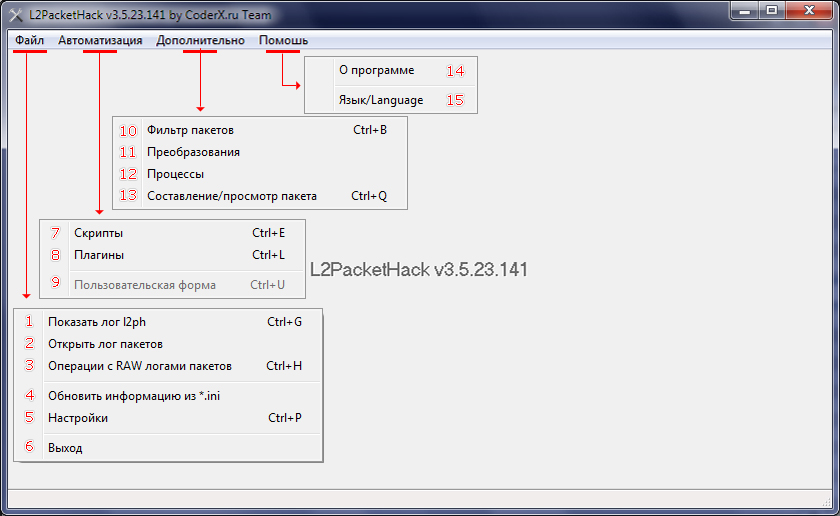 L2PacketHack v3.5.23.141 by CoderX.ru Team
Файл Автоматизация Дополнительно Помошь
О программе 14
Язык/Language 15
10 Фильтр пакетов Ctrl+B
11 Преобразования
12 Процессы
13 Составление/просмотр пакета Ctrl+Q
7 Скрипты Ctrl+E
8 Плагины Ctrl+L
9 Пользовательская форма Ctrl+U
L2PacketHack v3.5.23.141
1 Показать лог l2ph Ctrl+G
2 Открыть лог пакетов
3 Операции с RAW логами пакетов Ctrl+H
4 Обновить информацию из *.ini
5 Настройки Ctrl+P
6 Выход